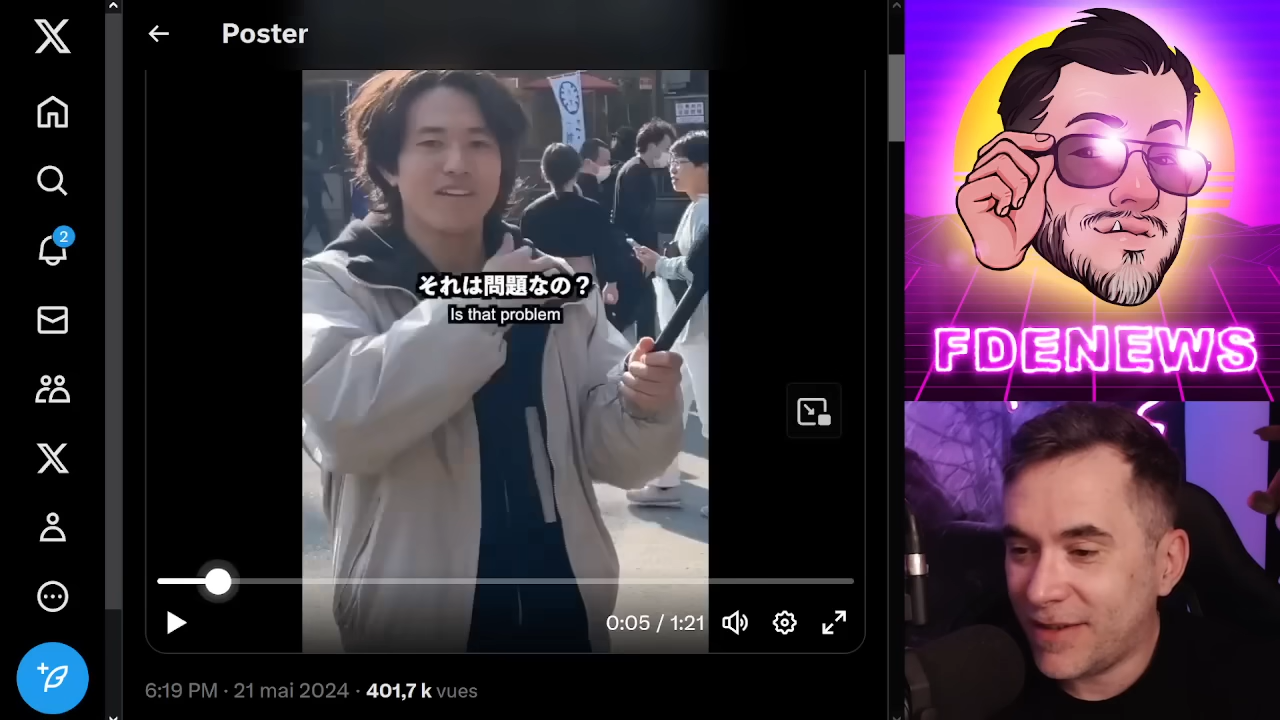 Poster
2
それは問題なの？
Is that problem
0:05 / 1:21
6:19 PM · 21 mai 2024 · 401,7 k vues
FDENEWS